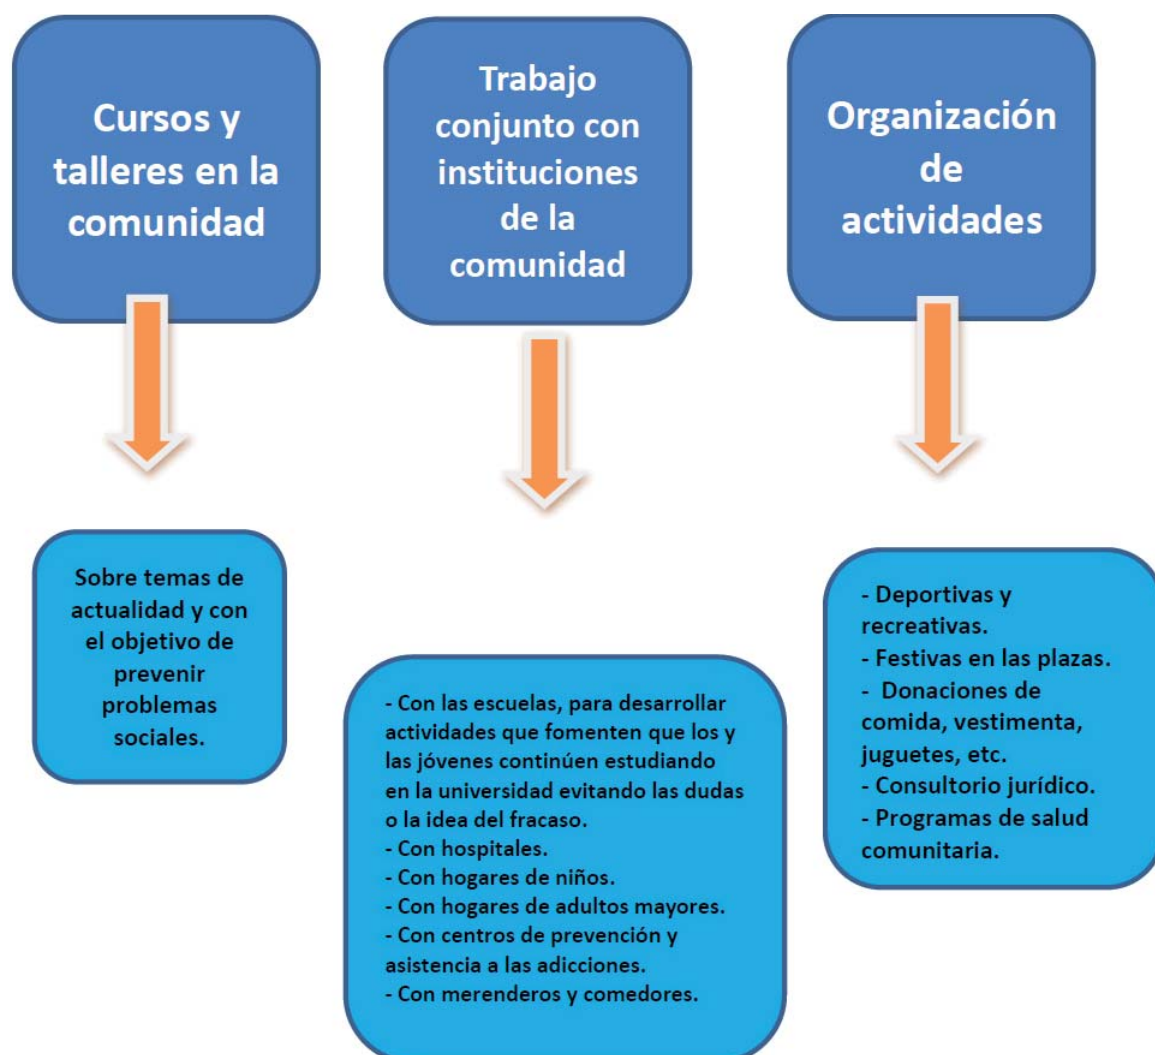 Cursos y
talleres en la
comunidad
Trabajo
conjunto con
instituciones
de la
comunidad
Organización
de
actividades
Sobre temas de
actualidad y con
el objetivo de
prevenir
problemas
sociales.
- Con las escuelas, para desarrollar
actividades que fomenten que los y
las jóvenes continúen estudiando
en la universidad evitando las dudas
o la idea del fracaso.
- Con hospitales.
- Con hogares de niños.
- Con hogares de adultos mayores.
- Con centros de prevención y
asistencia a las adicciones.
- Con merenderos y comedores.
- Deportivas y
recreativas.
- Festivas en las plazas.
- Donaciones de
comida, vestimenta,
juguetes, etc.
- Consultorio jurídico.
- Programas de salud
comunitaria.